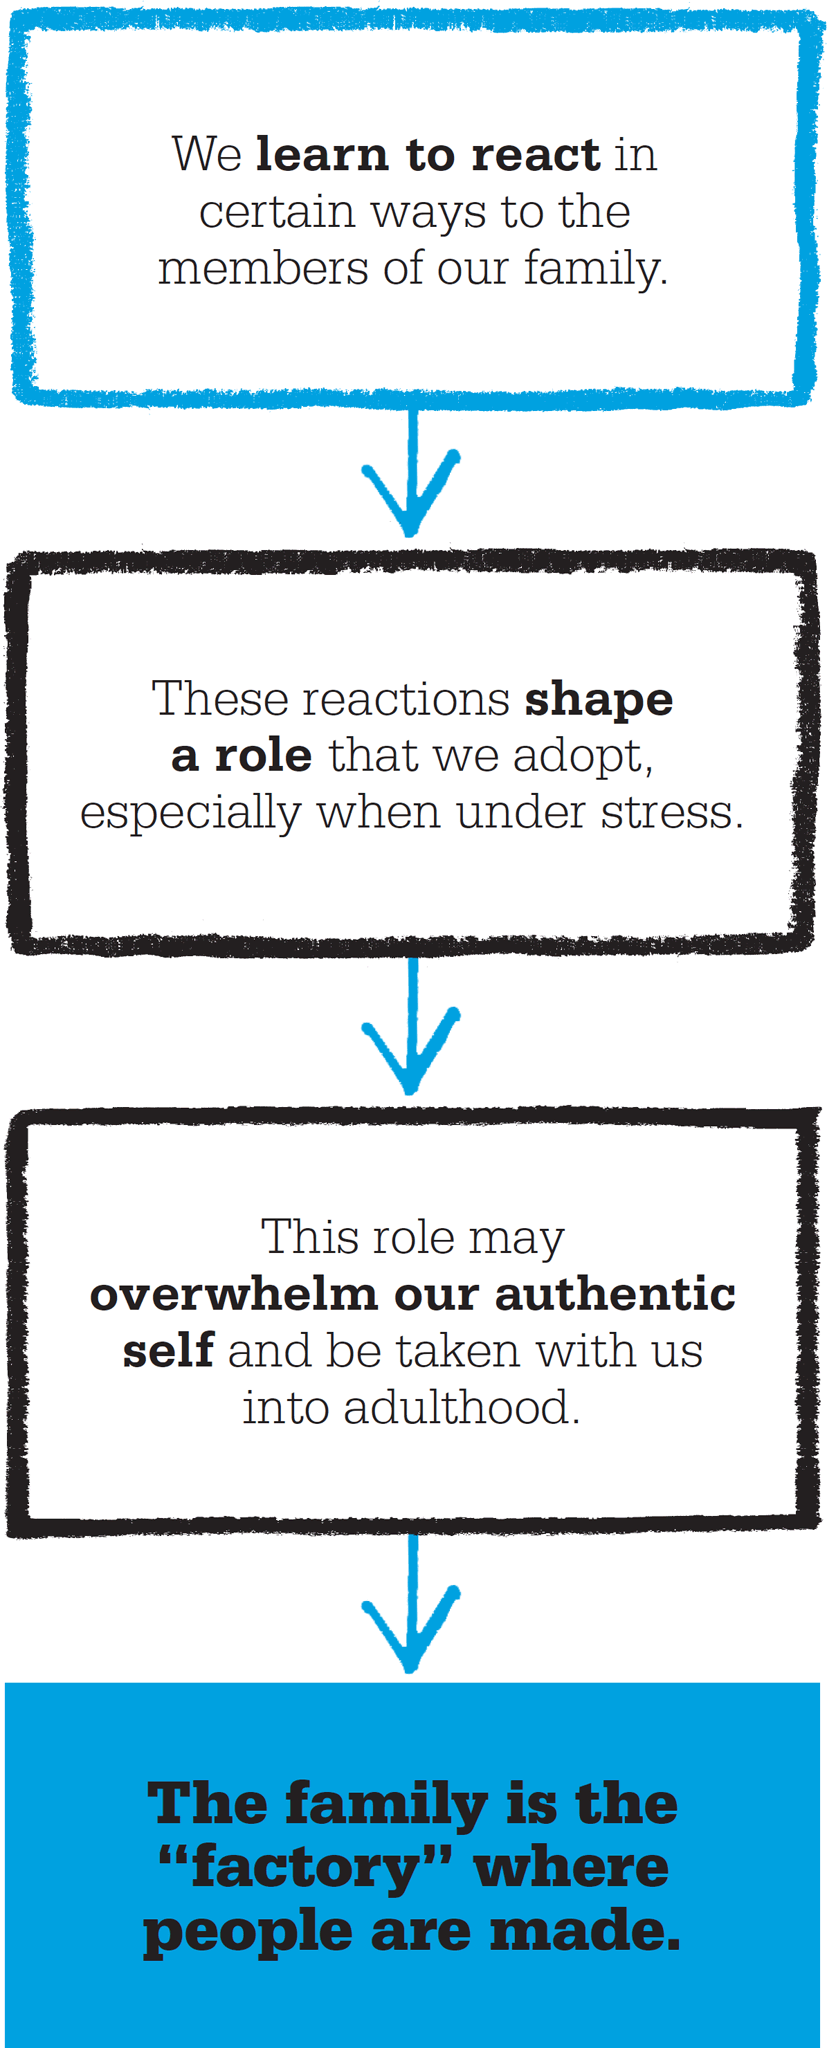 We learn to react in
certain ways to the
members of our family.
These reactions shape
a role that we adopt,
especially when under stress.
This role may
overwhelm our authentic
self and be taken with us
into adulthood.
The family is the
“factory” where
people are made.